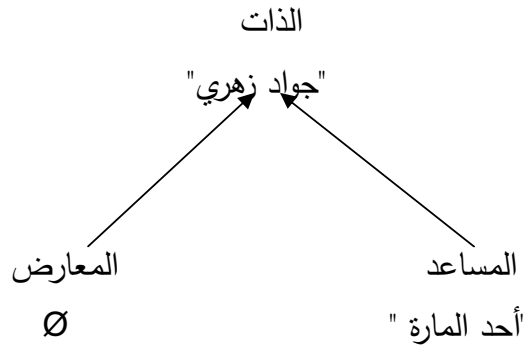 الذات
"جواد زهري"
المساعد المعارض
"أحد المارة " Ø